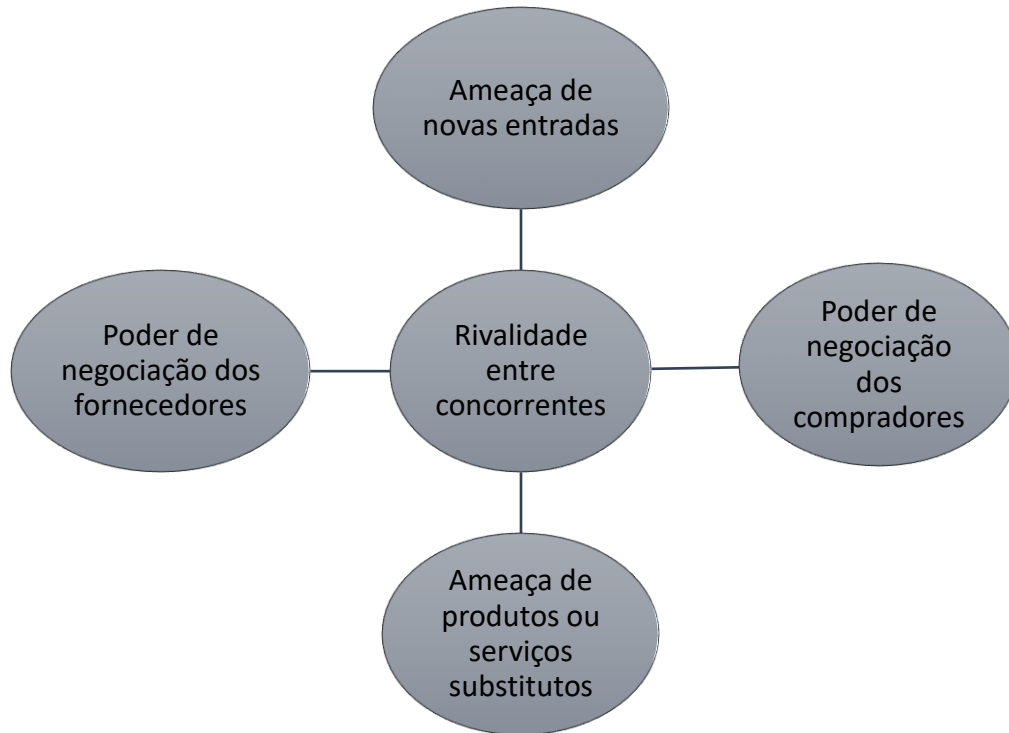 Ameaça de
novas entradas
Poder de
negociação dos
fornecedores
Rivalidade
entre
concorrentes
Poder de
negociação
dos
compradores
Ameaça de
produtos ou
serviços
substitutos